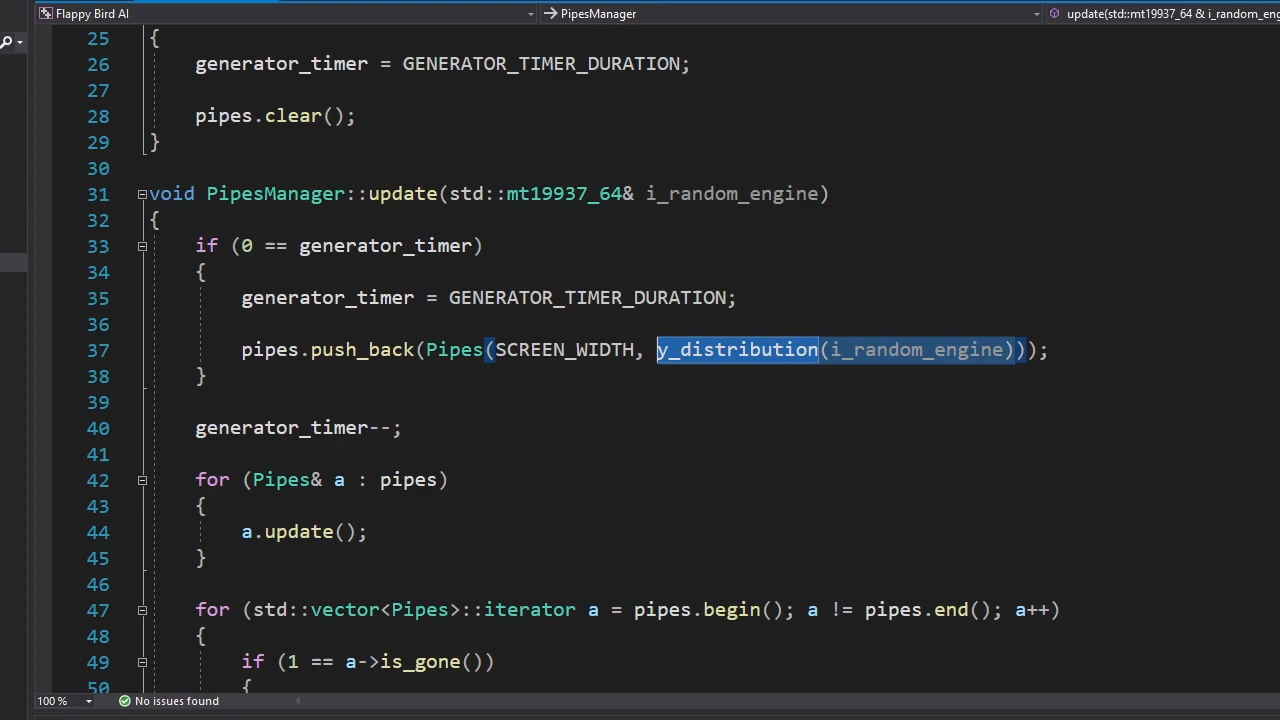 Flappy Bird AI PipesManager update(std::mt19937_64 & i_random_eng
25 {
26 generator_timer = GENERATOR_TIMER_DURATION;
27
28 pipes.clear();
29 }
30
31 void PipesManager::update(std::mt19937_64& i_random_engine)
32 {
33 if (0 == generator_timer)
34 {
35 generator_timer = GENERATOR_TIMER_DURATION;
36
37 pipes.push_back(Pipes(SCREEN_WIDTH, y_distribution(i_random_engine)));
38 }
39
40 generator_timer--;
41
42 for (Pipes& a : pipes)
43 {
44 a.update();
45 }
46
47 for (std::vector<Pipes>::iterator a = pipes.begin(); a != pipes.end(); a++)
48 {
49 if (1 == a->is_gone())
50 {
100 % No issues found